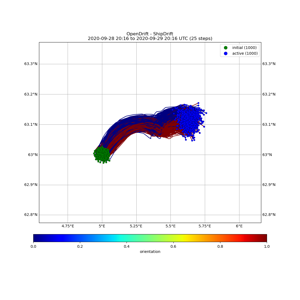 OpenDrift - ShipDrift
2020-09-28 20:16 to 2020-09-29 20:16 UTC (25 steps)
initial (1000)
active (1000)
63.3°N 63.3°N
63.2°N 63.2°N
63.1°N 63.1°N
63°N 63°N
62.9°N 62.9°N
62.8°N 62.8°N
4.75°E 5°E 5.25°E 5.5°E 5.75°E 6°E
0.0 0.2 0.4 0.6 0.8 1.0
orientation